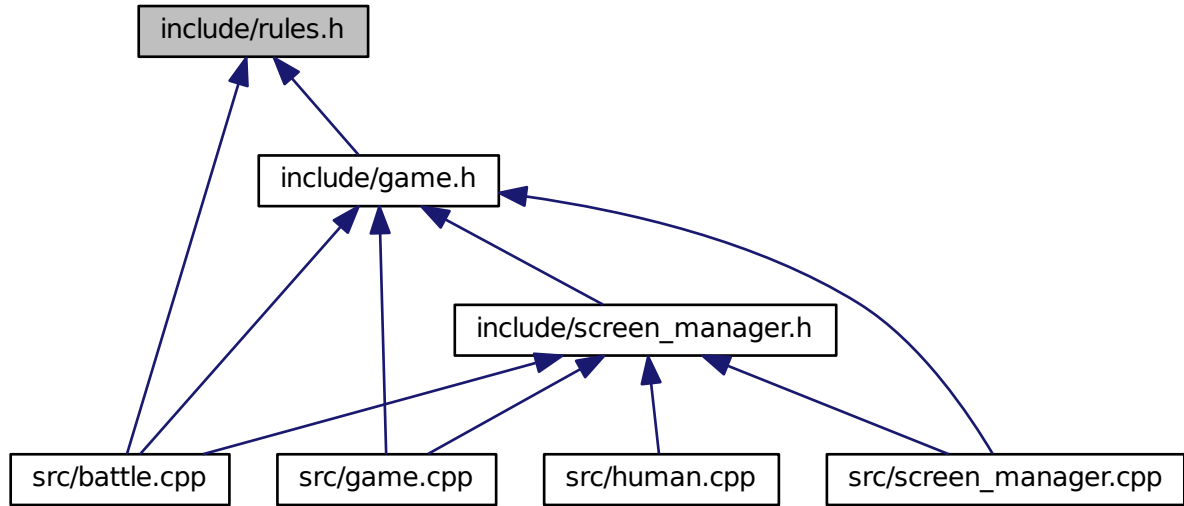 include/rules.h
include/game.h
include/screen_manager.h
src/battle.cpp
src/game.cpp
src/human.cpp
src/screen_manager.cpp